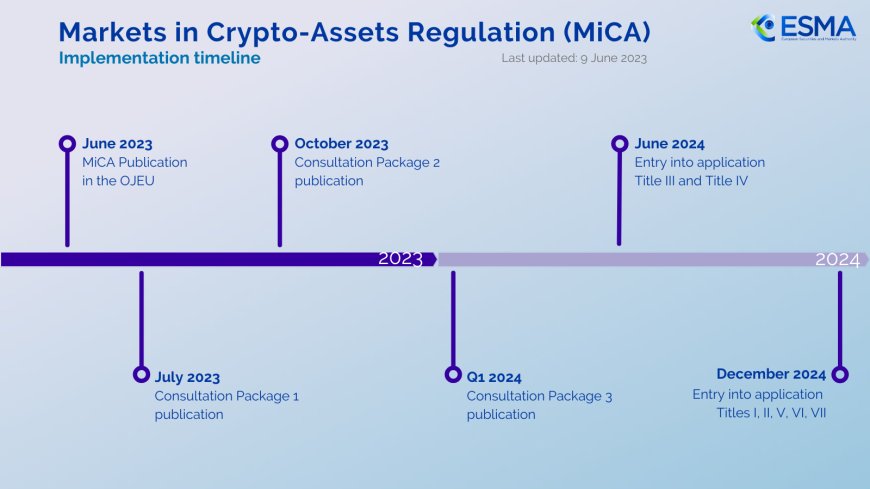 Markets in Crypto-Assets Regulation (MiCA)
Implementation timeline
Last updated: 9 June 2023
ESMA
European Securities and Markets Authority
June 2023
MiCA Publication
in the OJEU
October 2023
Consultation Package 2
publication
June 2024
Entry into application
Title III and Title IV
2023
2024
July 2023
Consultation Package 1
publication
Q1 2024
Consultation Package 3
publication
December 2024
Entry into application
Titles I, II, V, VI, VII